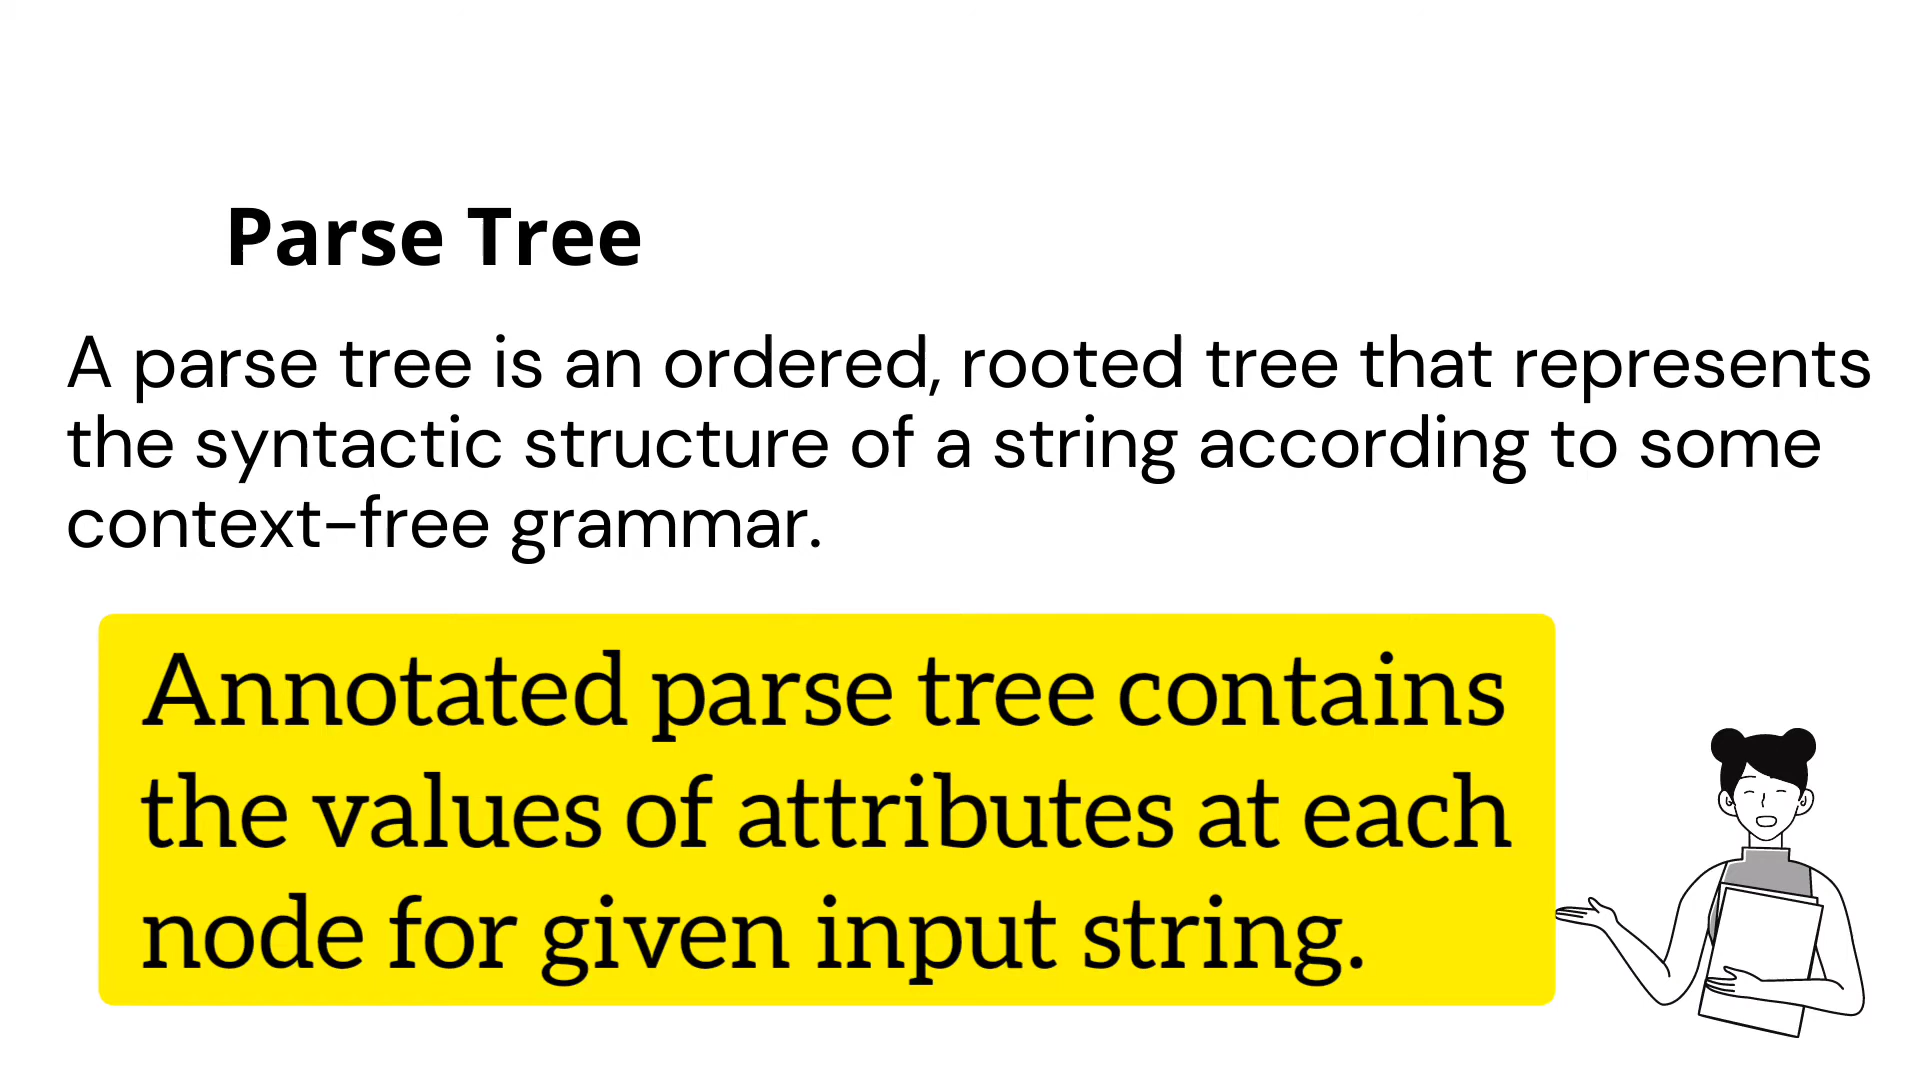 Parse Tree
A parse tree is an ordered, rooted tree that represents
the syntactic structure of a string according to some
context-free grammar.
Annotated parse tree contains
the values of attributes at each
node for given input string.